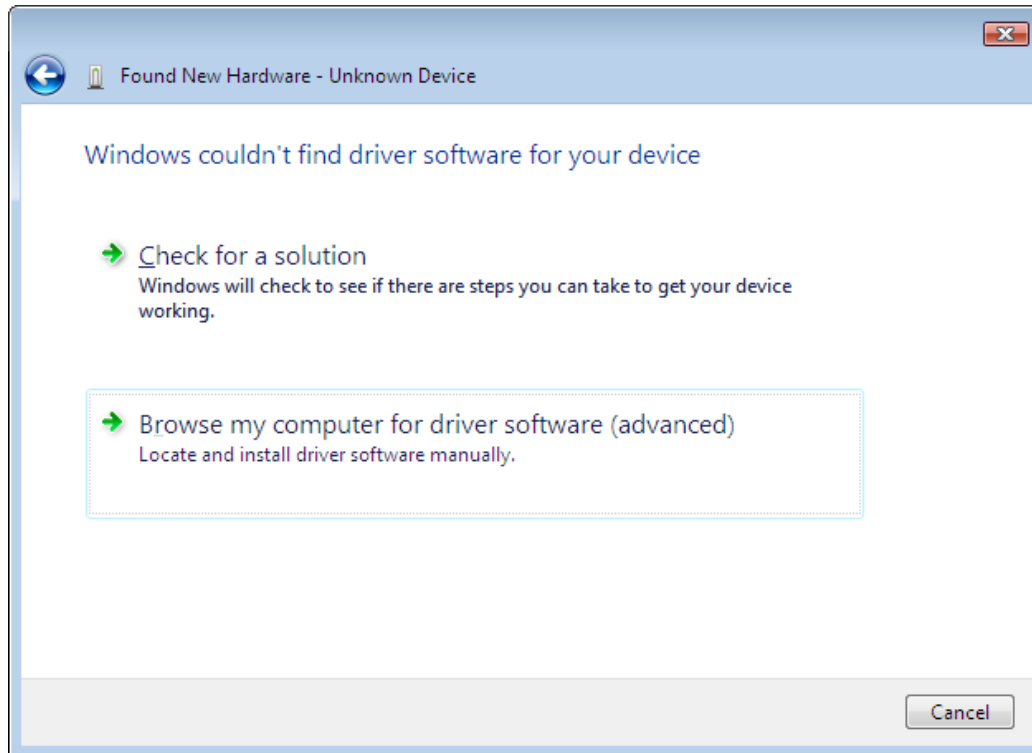 Found New Hardware - Unknown Device
Windows couldn't find driver software for your device
Check for a solution
Windows will check to see if there are steps you can take to get your device
working.
Browse my computer for driver software (advanced)
Locate and install driver software manually.
Cancel